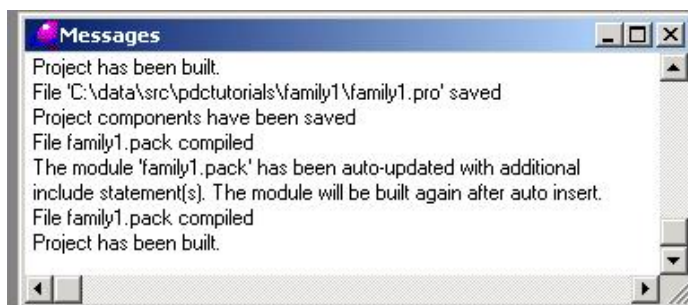 Messages
Project has been built.
File 'C:\data\src\pdctutorials\family1\family1.pro' saved
Project components have been saved
File family1.pack compiled
The module 'family1.pack' has been auto-updated with additional
include statement(s). The module will be built again after auto insert.
File family1.pack compiled
Project has been built.